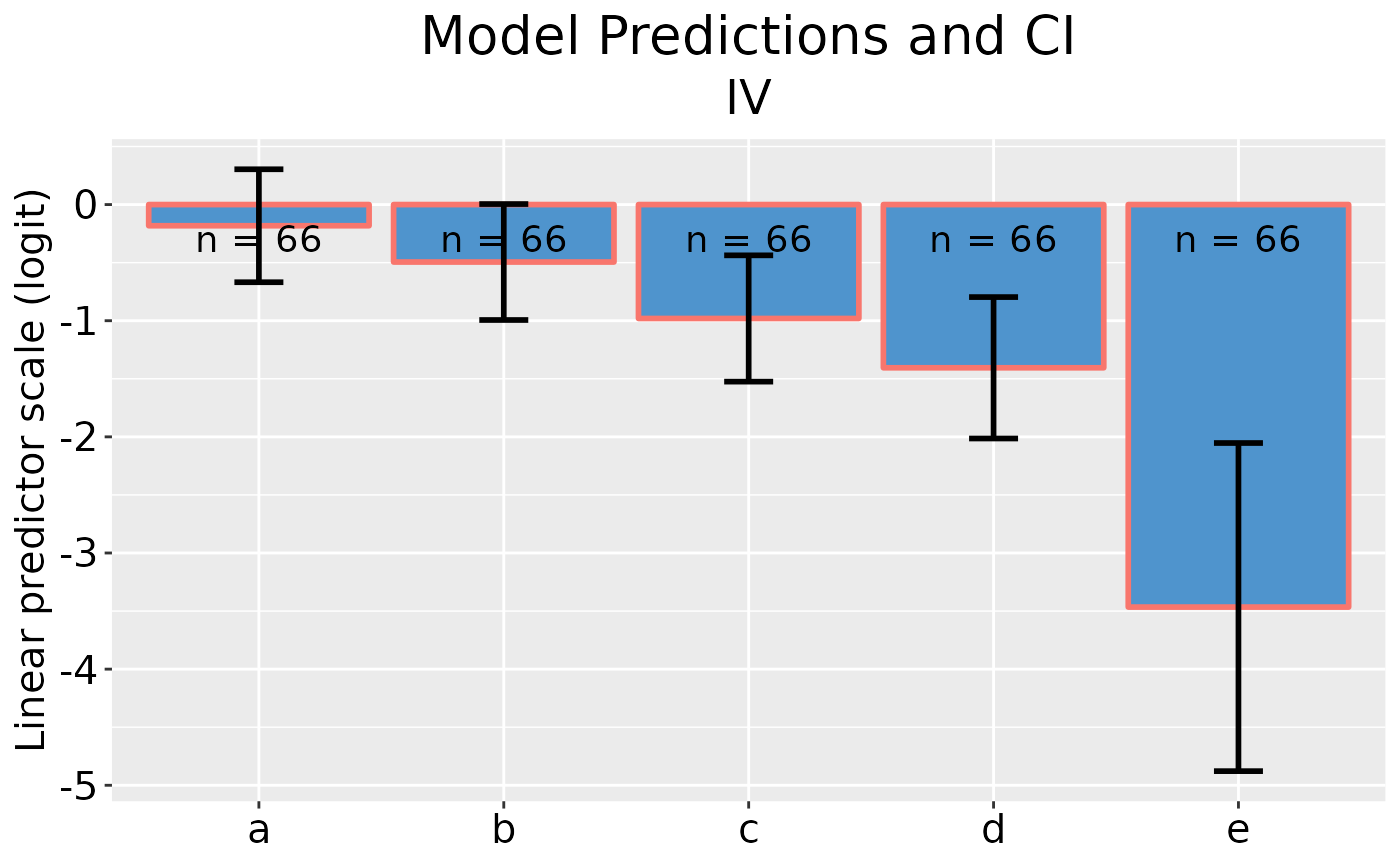 Model Predictions and CI
IV
Linear predictor scale (logit)
0
-1
-2
-3
-4
-5
n = 66
n = 66
n = 66
n = 66
n = 66
a
b
c
d
e